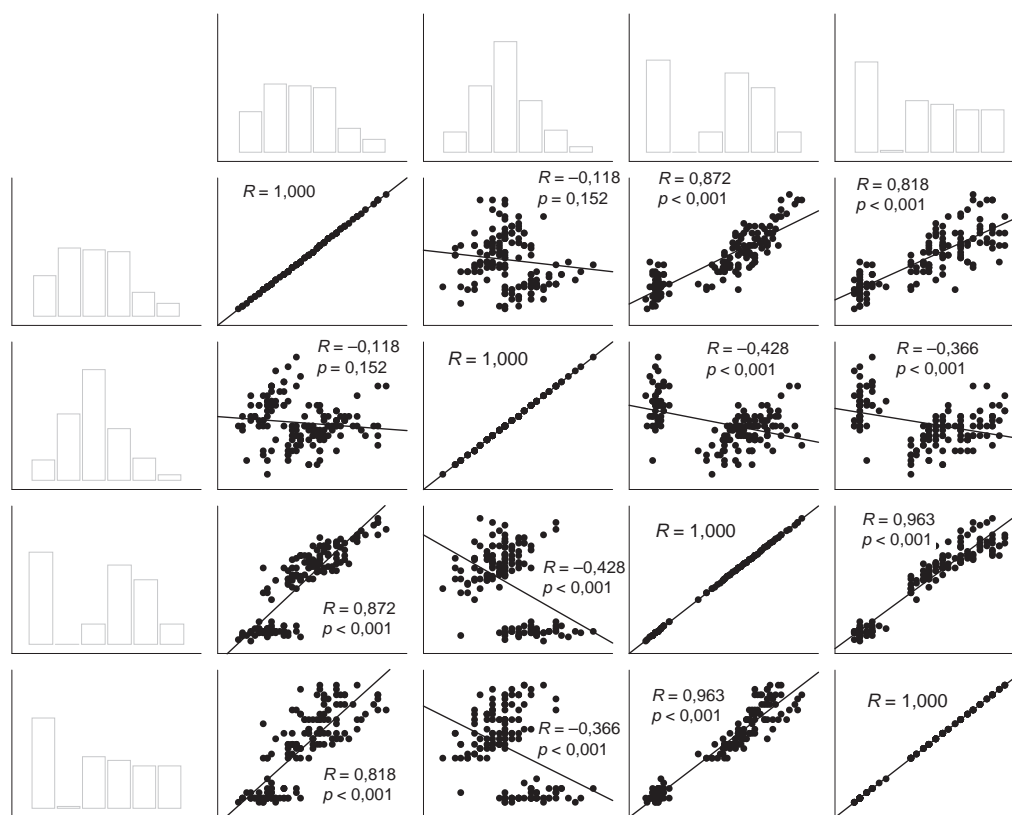 R = 1,000
R = –0,118
p = 0,152
R = 0,872
p < 0,001
R = 0,818
p < 0,001
R = –0,118
p = 0,152
R = 1,000
R = –0,428
p < 0,001
R = –0,366
p < 0,001
R = 0,872
p < 0,001
R = –0,428
p < 0,001
R = 1,000
R = 0,963
p < 0,001
R = 0,818
p < 0,001
R = –0,366
p < 0,001
R = 0,963
p < 0,001
R = 1,000